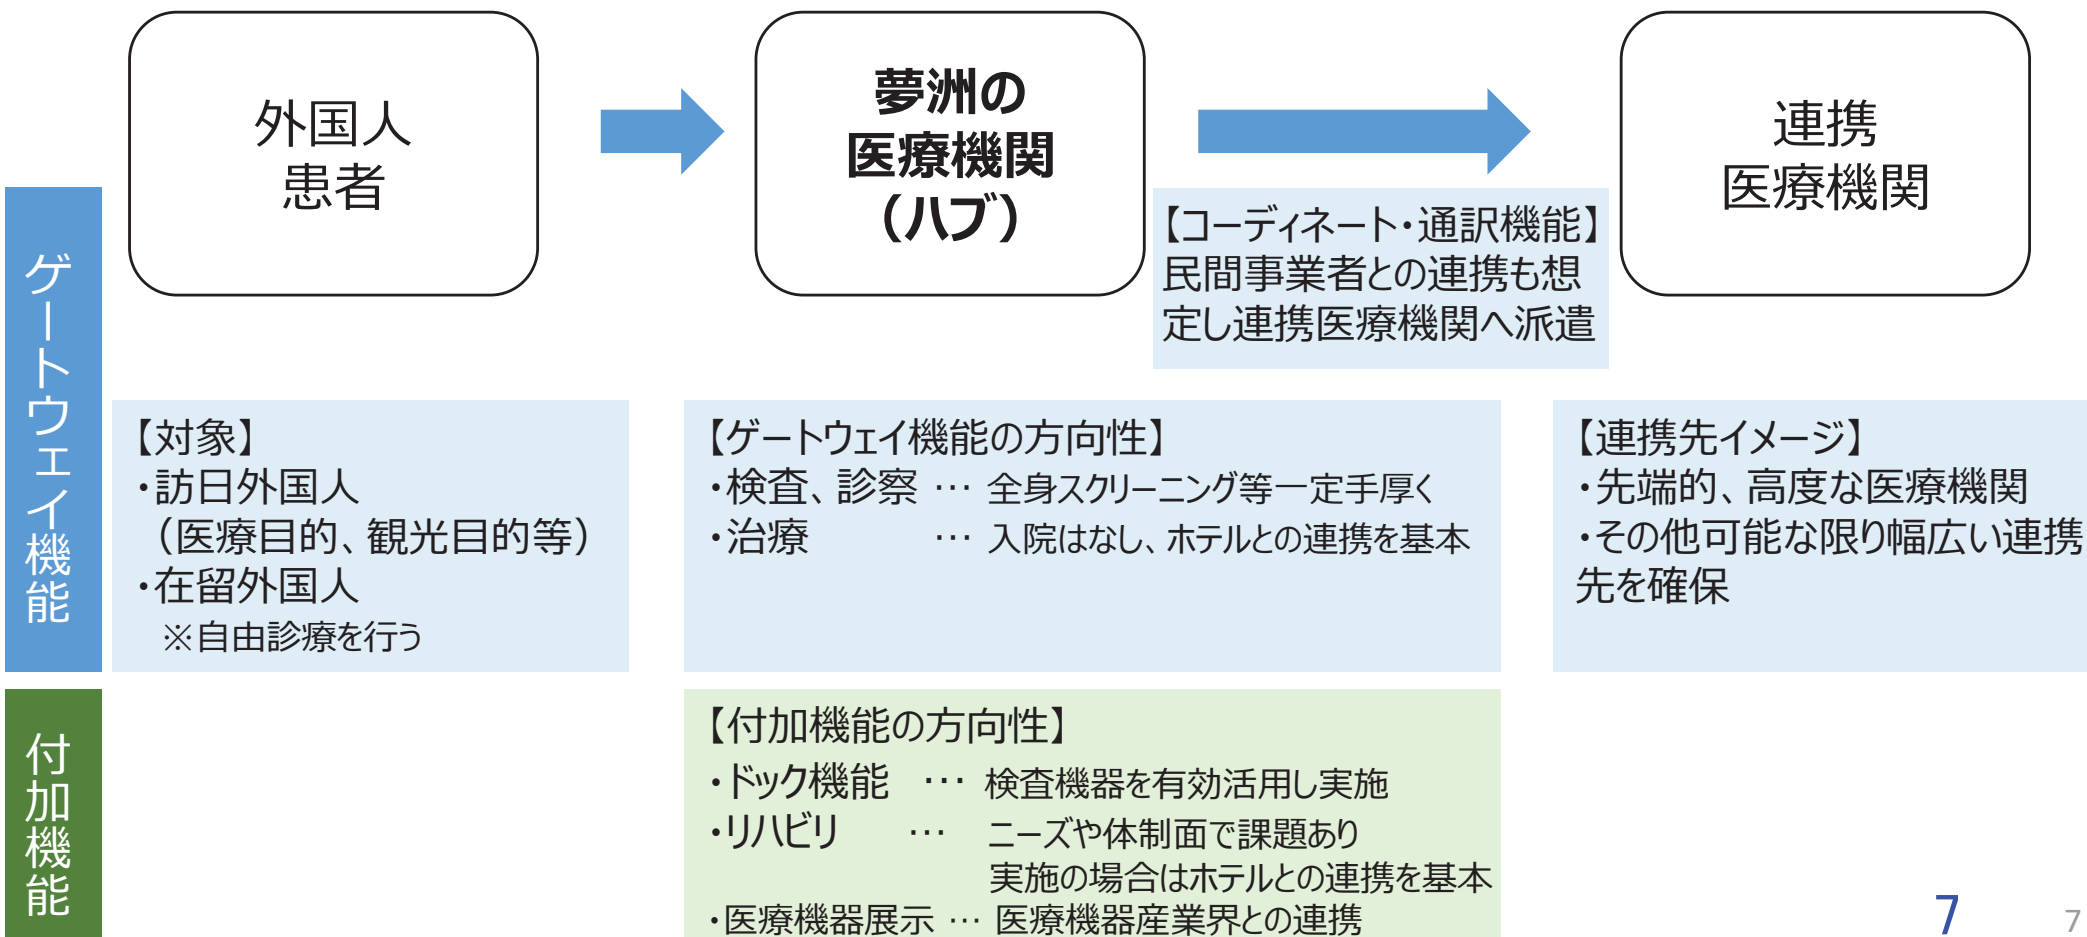 外国人
患者
夢洲の
医療機関
（ハブ）
連携
医療機関
【コーディネート・通訳機能】
民間事業者との連携も想
定し連携医療機関へ派遣
ゲートウェイ機能
【対象】
・訪日外国人
（医療目的、観光目的等）
・在留外国人
※自由診療を行う
【ゲートウェイ機能の方向性】
・検査、診察 … 全身スクリーニング等一定手厚く
・治療 … 入院はなし、ホテルとの連携を基本
【連携先イメージ】
・先端的、高度な医療機関
・その他可能な限り幅広い連携
先を確保
付加機能
【付加機能の方向性】
・ドック機能 … 検査機器を有効活用し実施
・リハビリ … ニーズや体制面で課題あり
実施の場合はホテルとの連携を基本
・医療機器展示 … 医療機器産業界との連携
7
7